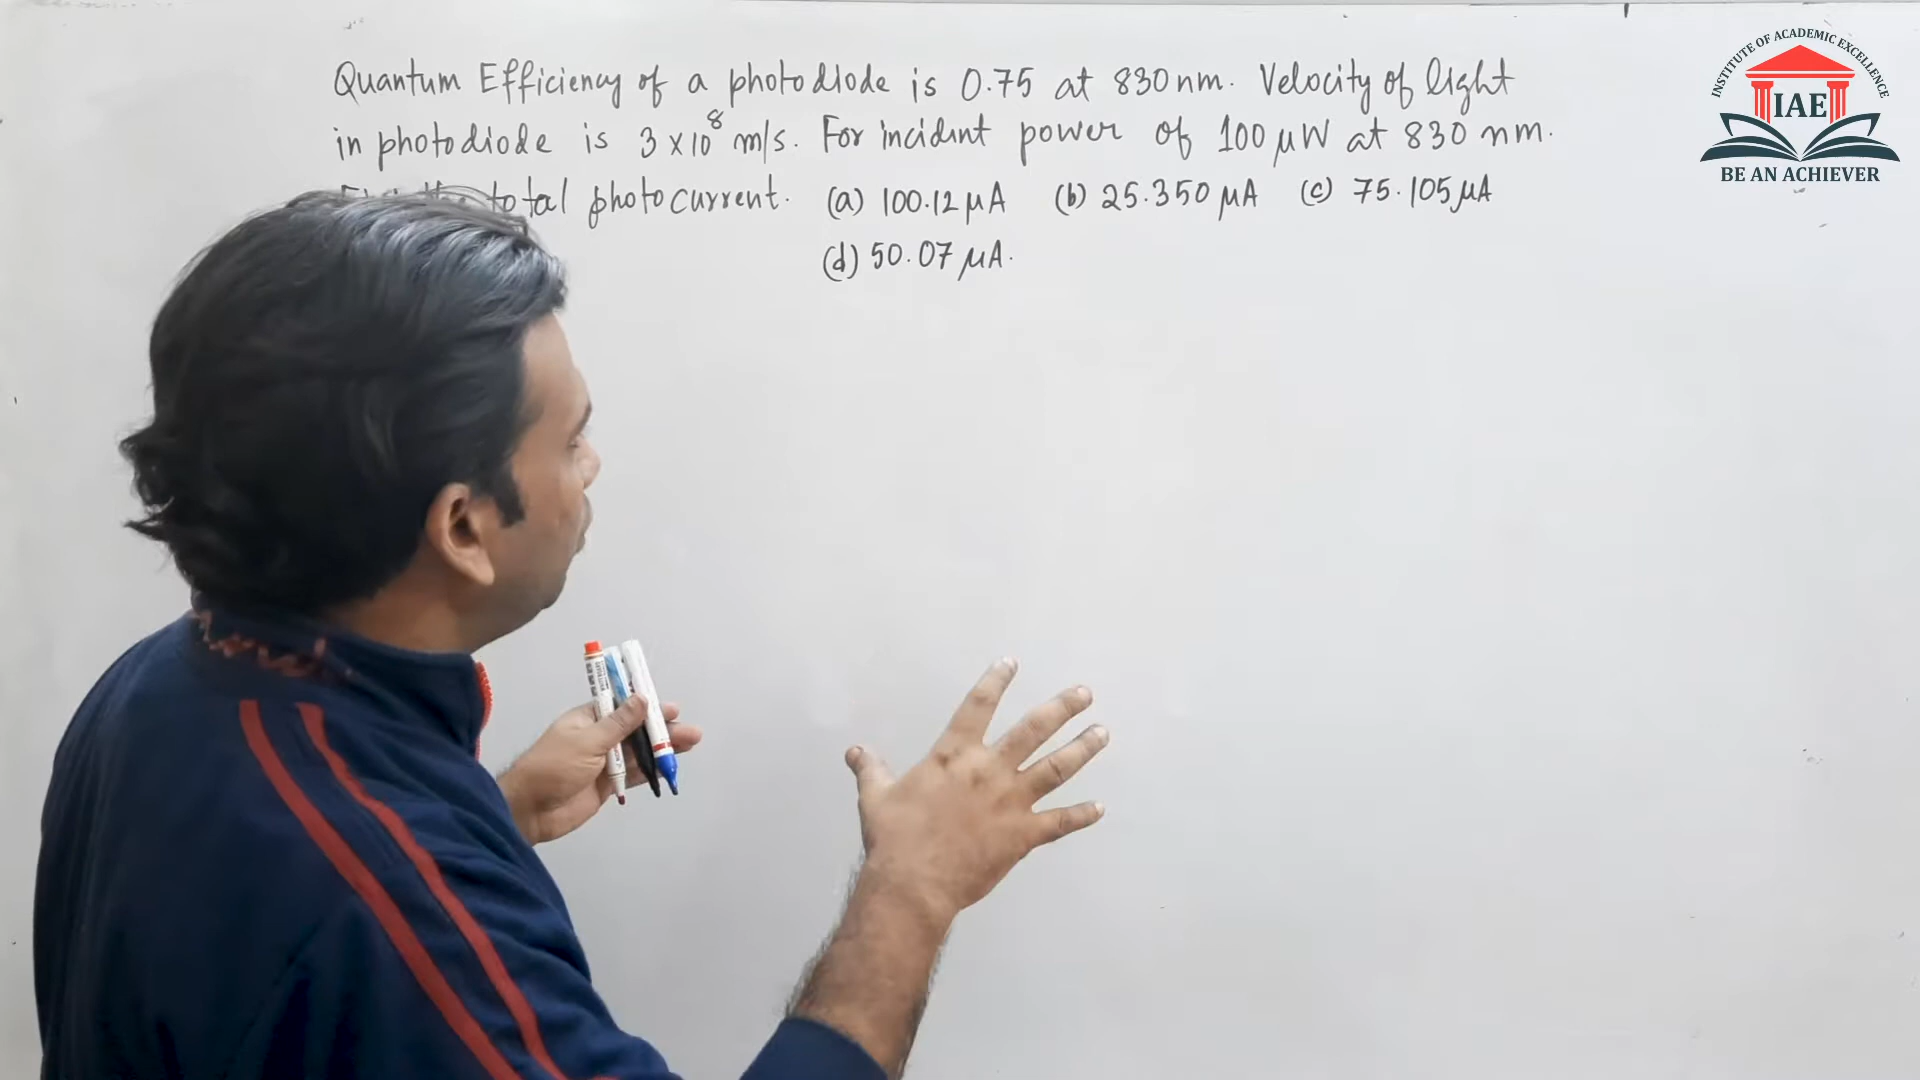 Quantum Efficiency of a photodiode is 0.75 at 830 nm. Velocity of light
in photodiode is 3 x 10⁸ m/s. For incident power of 100 μW at 830 nm.
total photocurrent. (a) 100.12 μA (b) 25.350 μA (c) 75.105 μA
(d) 50.07 μA.
INSTITUTE OF ACADEMIC EXCELLENCE
IAE
BE AN ACHIEVER